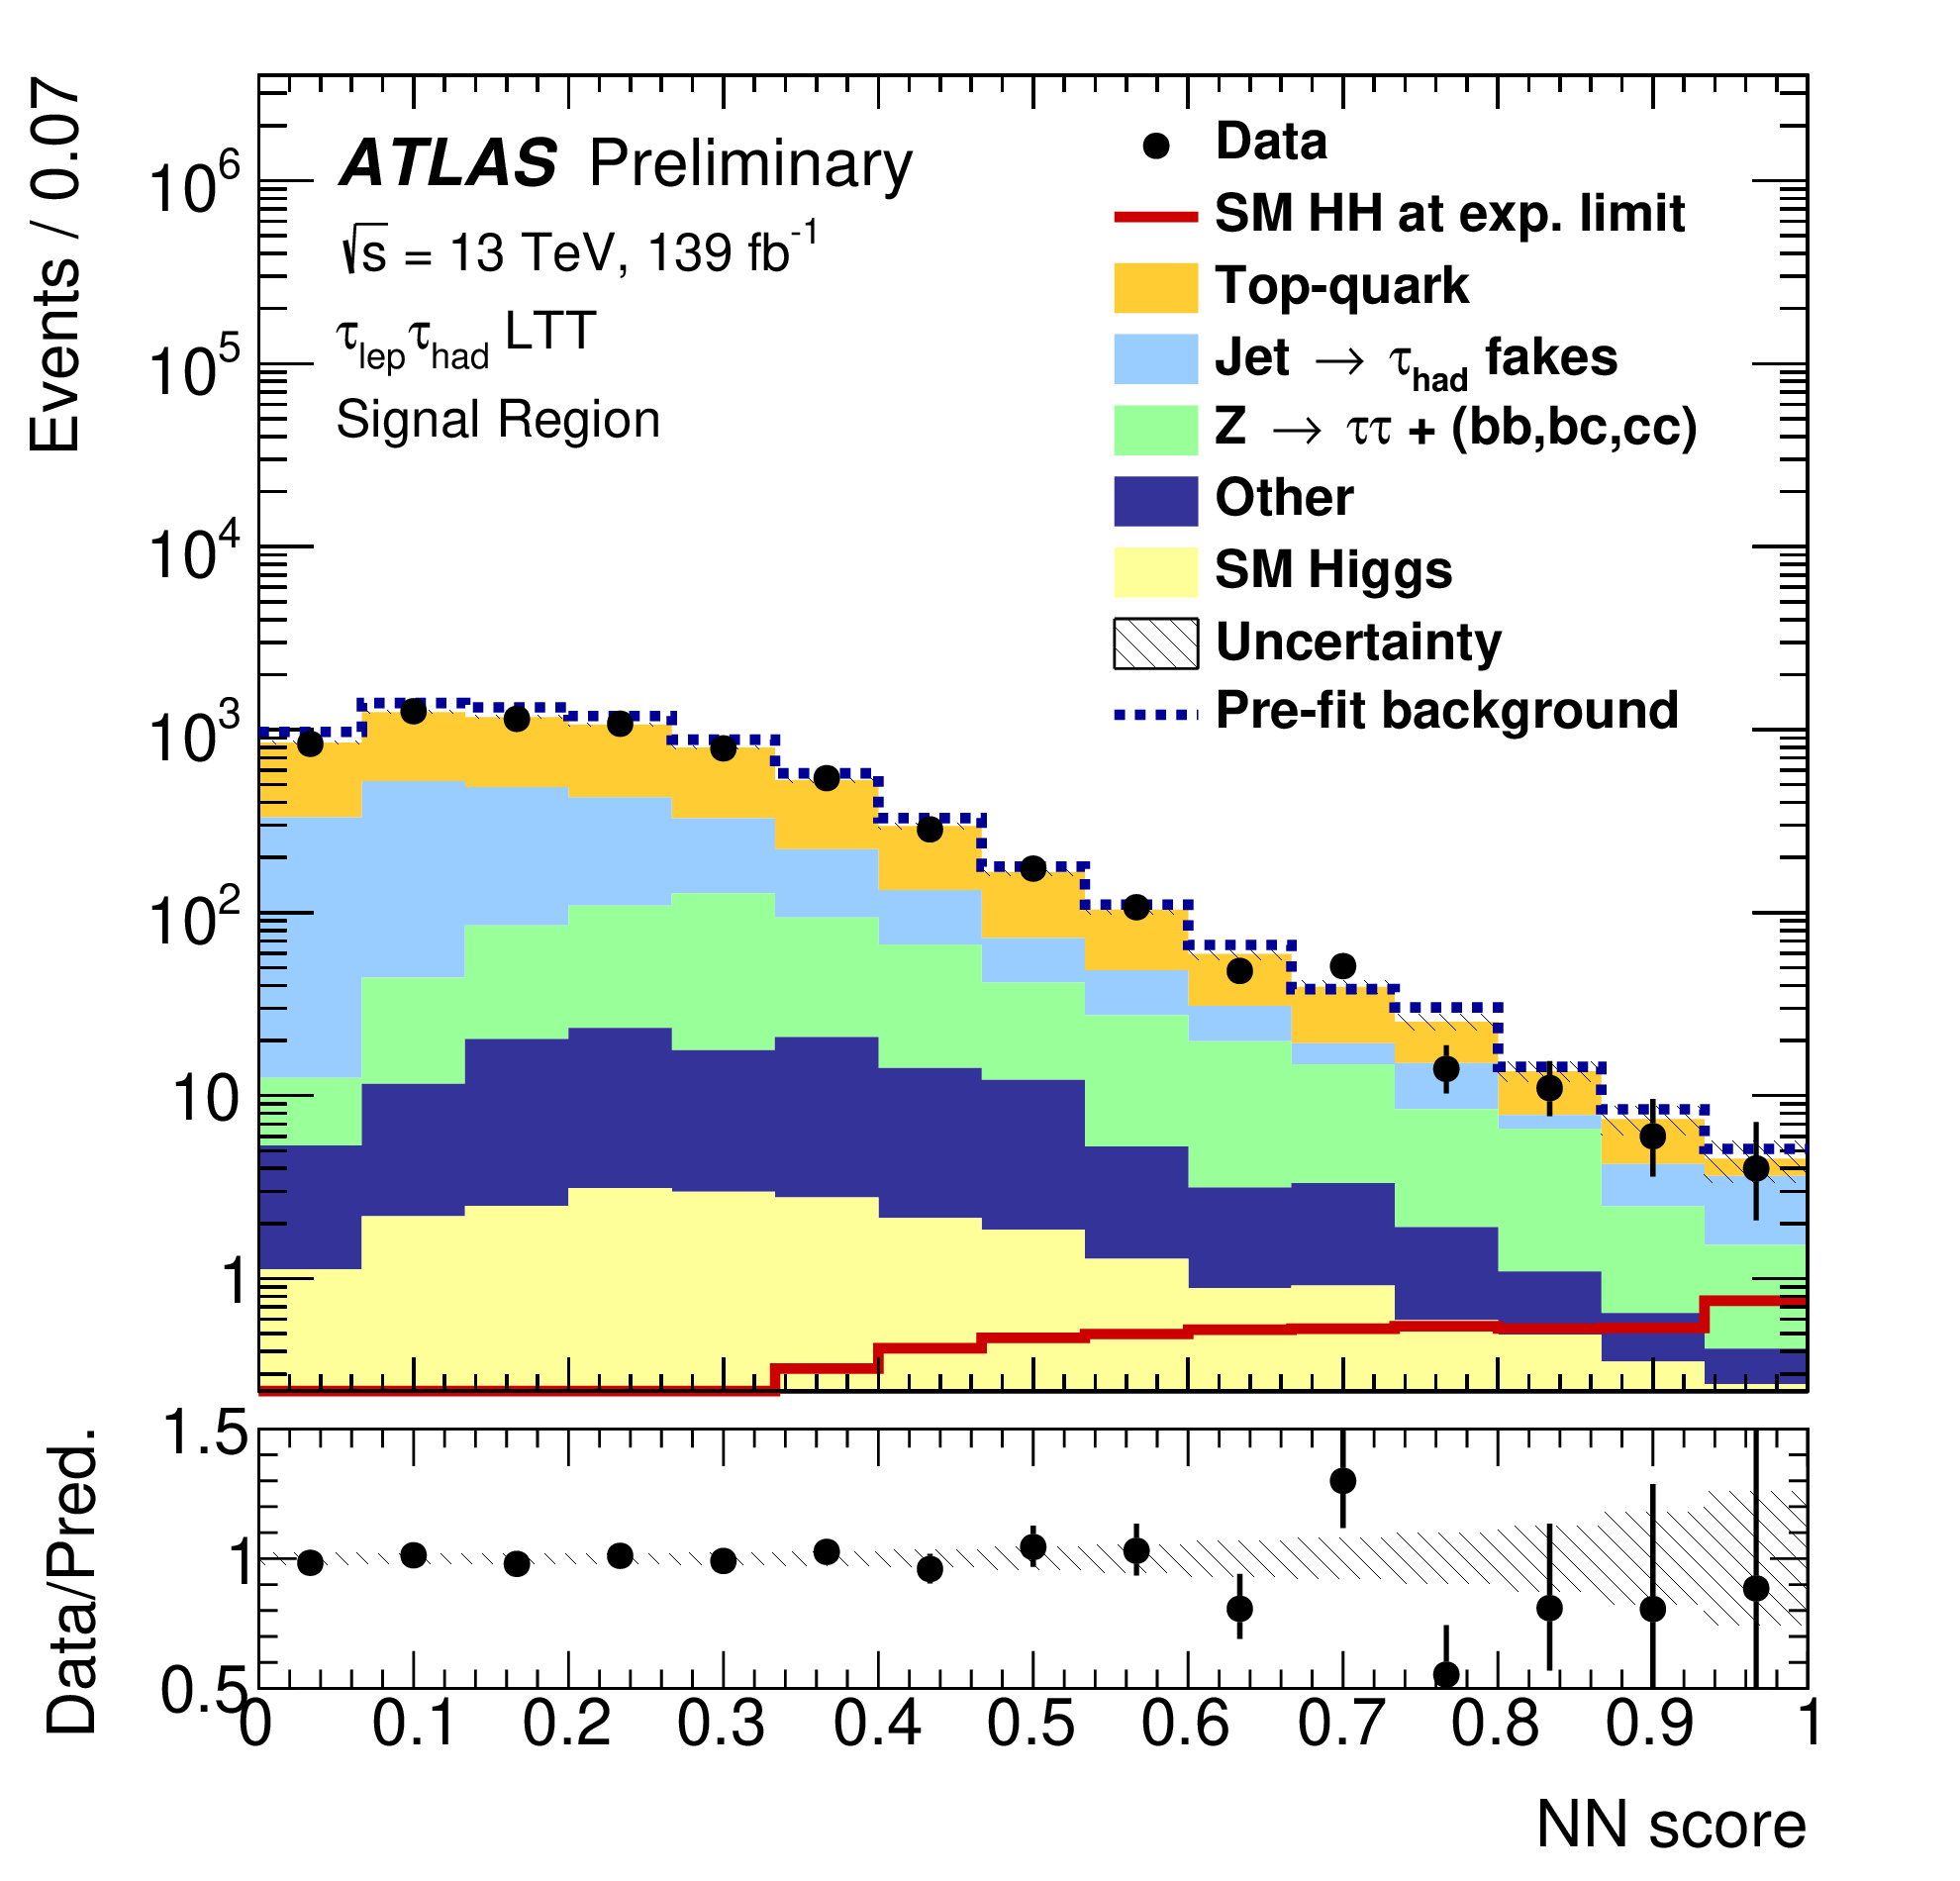 Events / 0.07
10⁶
10⁵
10⁴
10³
10²
10
1
ATLAS Preliminary
√s = 13 TeV, 139 fb⁻¹
τlep τhad LTT
Signal Region
Data
SM HH at exp. limit
Top-quark
Jet → τhad fakes
Z → ττ + (bb,bc,cc)
Other
SM Higgs
Uncertainty
Pre-fit background
Data/Pred.
1.5
1
0.5
0 0.1 0.2 0.3 0.4 0.5 0.6 0.7 0.8 0.9 1
NN score